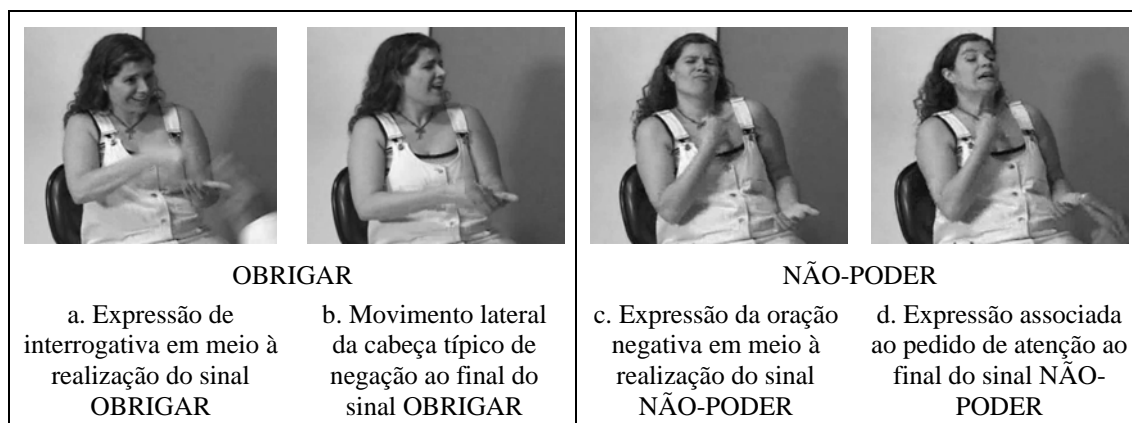 OBRIGAR
a. Expressão de
interrogativa em meio à
realização do sinal
OBRIGAR
b. Movimento lateral
da cabeça típico de
negação ao final do
sinal OBRIGAR
NÃO-PODER
c. Expressão da oração
negativa em meio à
realização do sinal
NÃO-PODER
d. Expressão associada
ao pedido de atenção ao
final do sinal NÃO-
PODER